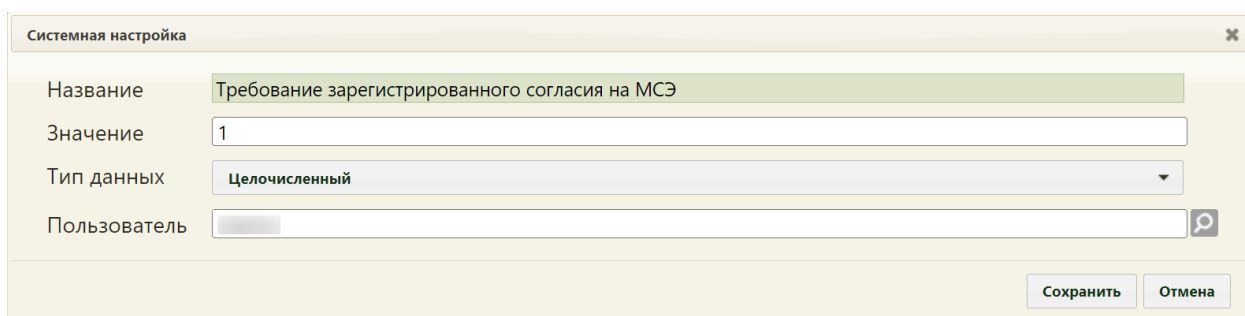 Системная настройка
Название Требование зарегистрированного согласия на МСЭ
Значение 1
Тип данных Целочисленный
Пользователь
Сохранить Отмена